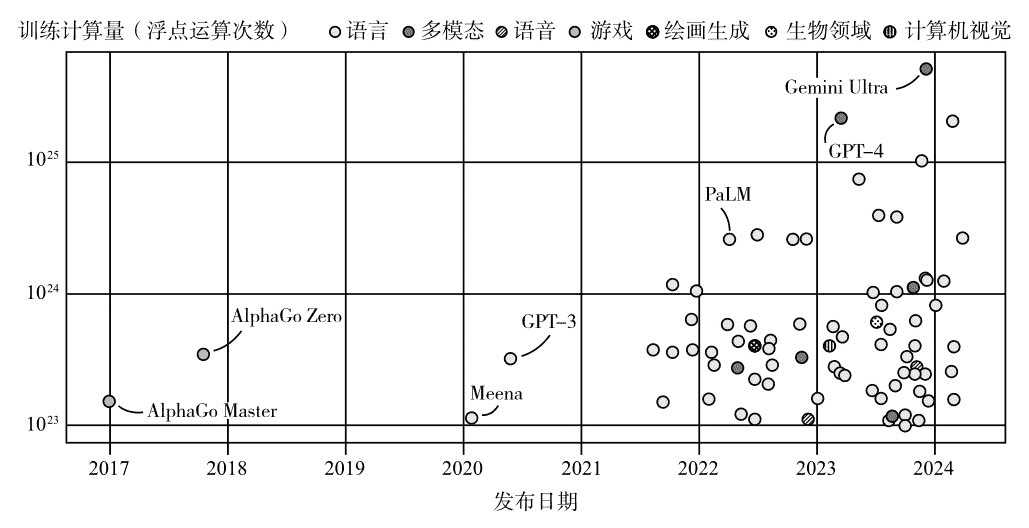 训练计算量（浮点运算次数） 语言 多模态 语音 游戏 绘画生成 生物领域 计算机视觉
Gemini Ultra
GPT–4
10²⁵
PaLM
10²⁴
AlphaGo Zero
GPT–3
Meena
AlphaGo Master
10²³
2017 2018 2019 2020 2021 2022 2023 2024
发布日期